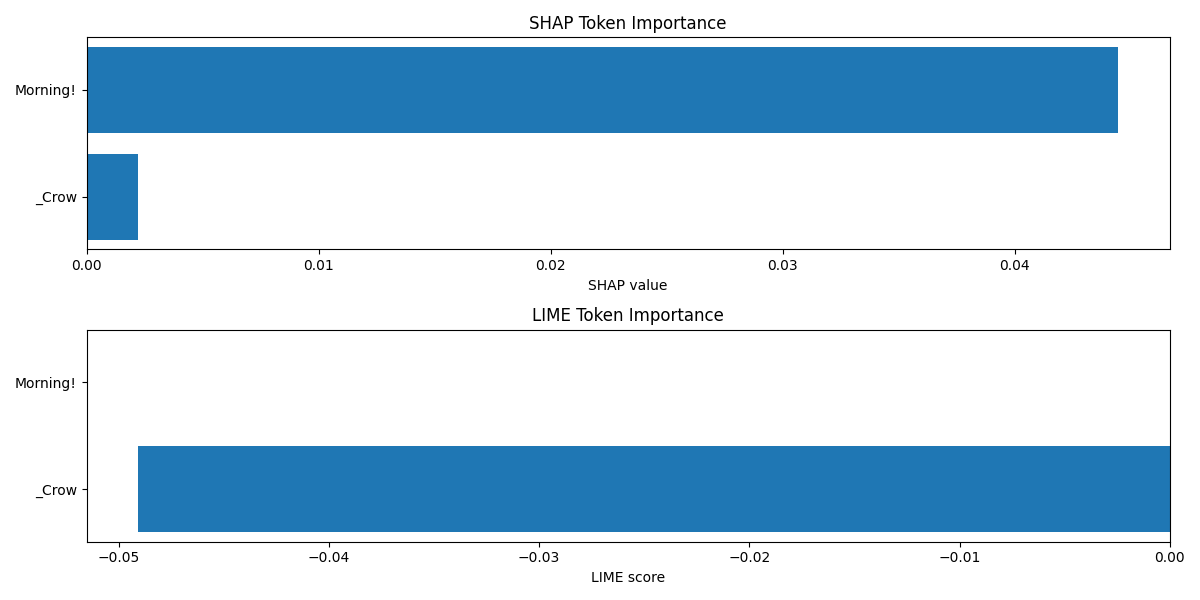 SHAP Token Importance
Morning!
_Crow
0.00 0.01 0.02 0.03 0.04
SHAP value
LIME Token Importance
Morning!
_Crow
−0.05 −0.04 −0.03 −0.02 −0.01 0.00
LIME score